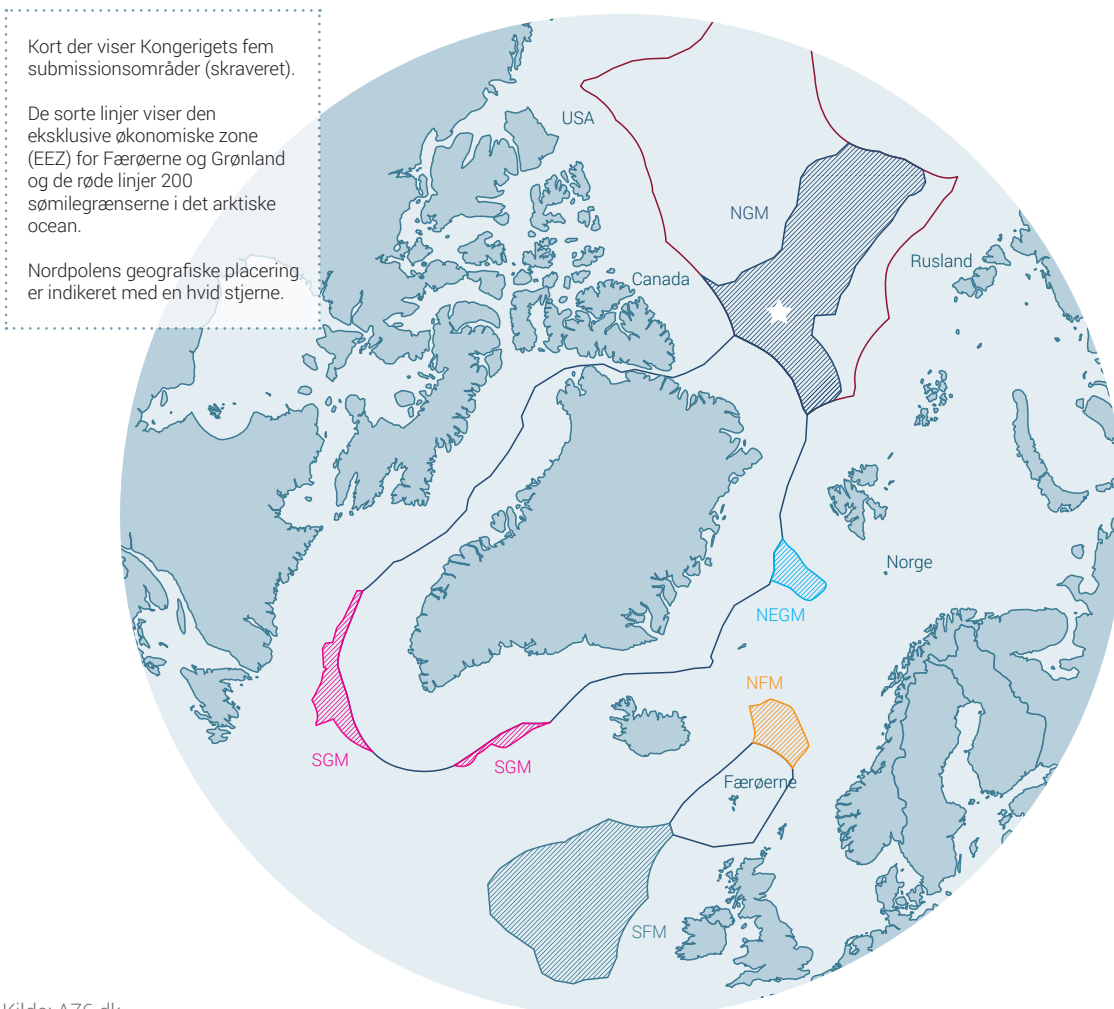 Kort der viser Kongerigets fem
submissionsområder (skraveret).
De sorte linjer viser den
eksklusive økonomiske zone
(EEZ) for Færøerne og Grønland
og de røde linjer 200
sømilegrænserne i det arktiske
ocean.
Nordpolens geografiske placering
er indikeret med en hvid stjerne.
USA
NGM
Rusland
Canada
Norge
NEGM
NFM
SGM
SGM
Færøerne
SFM